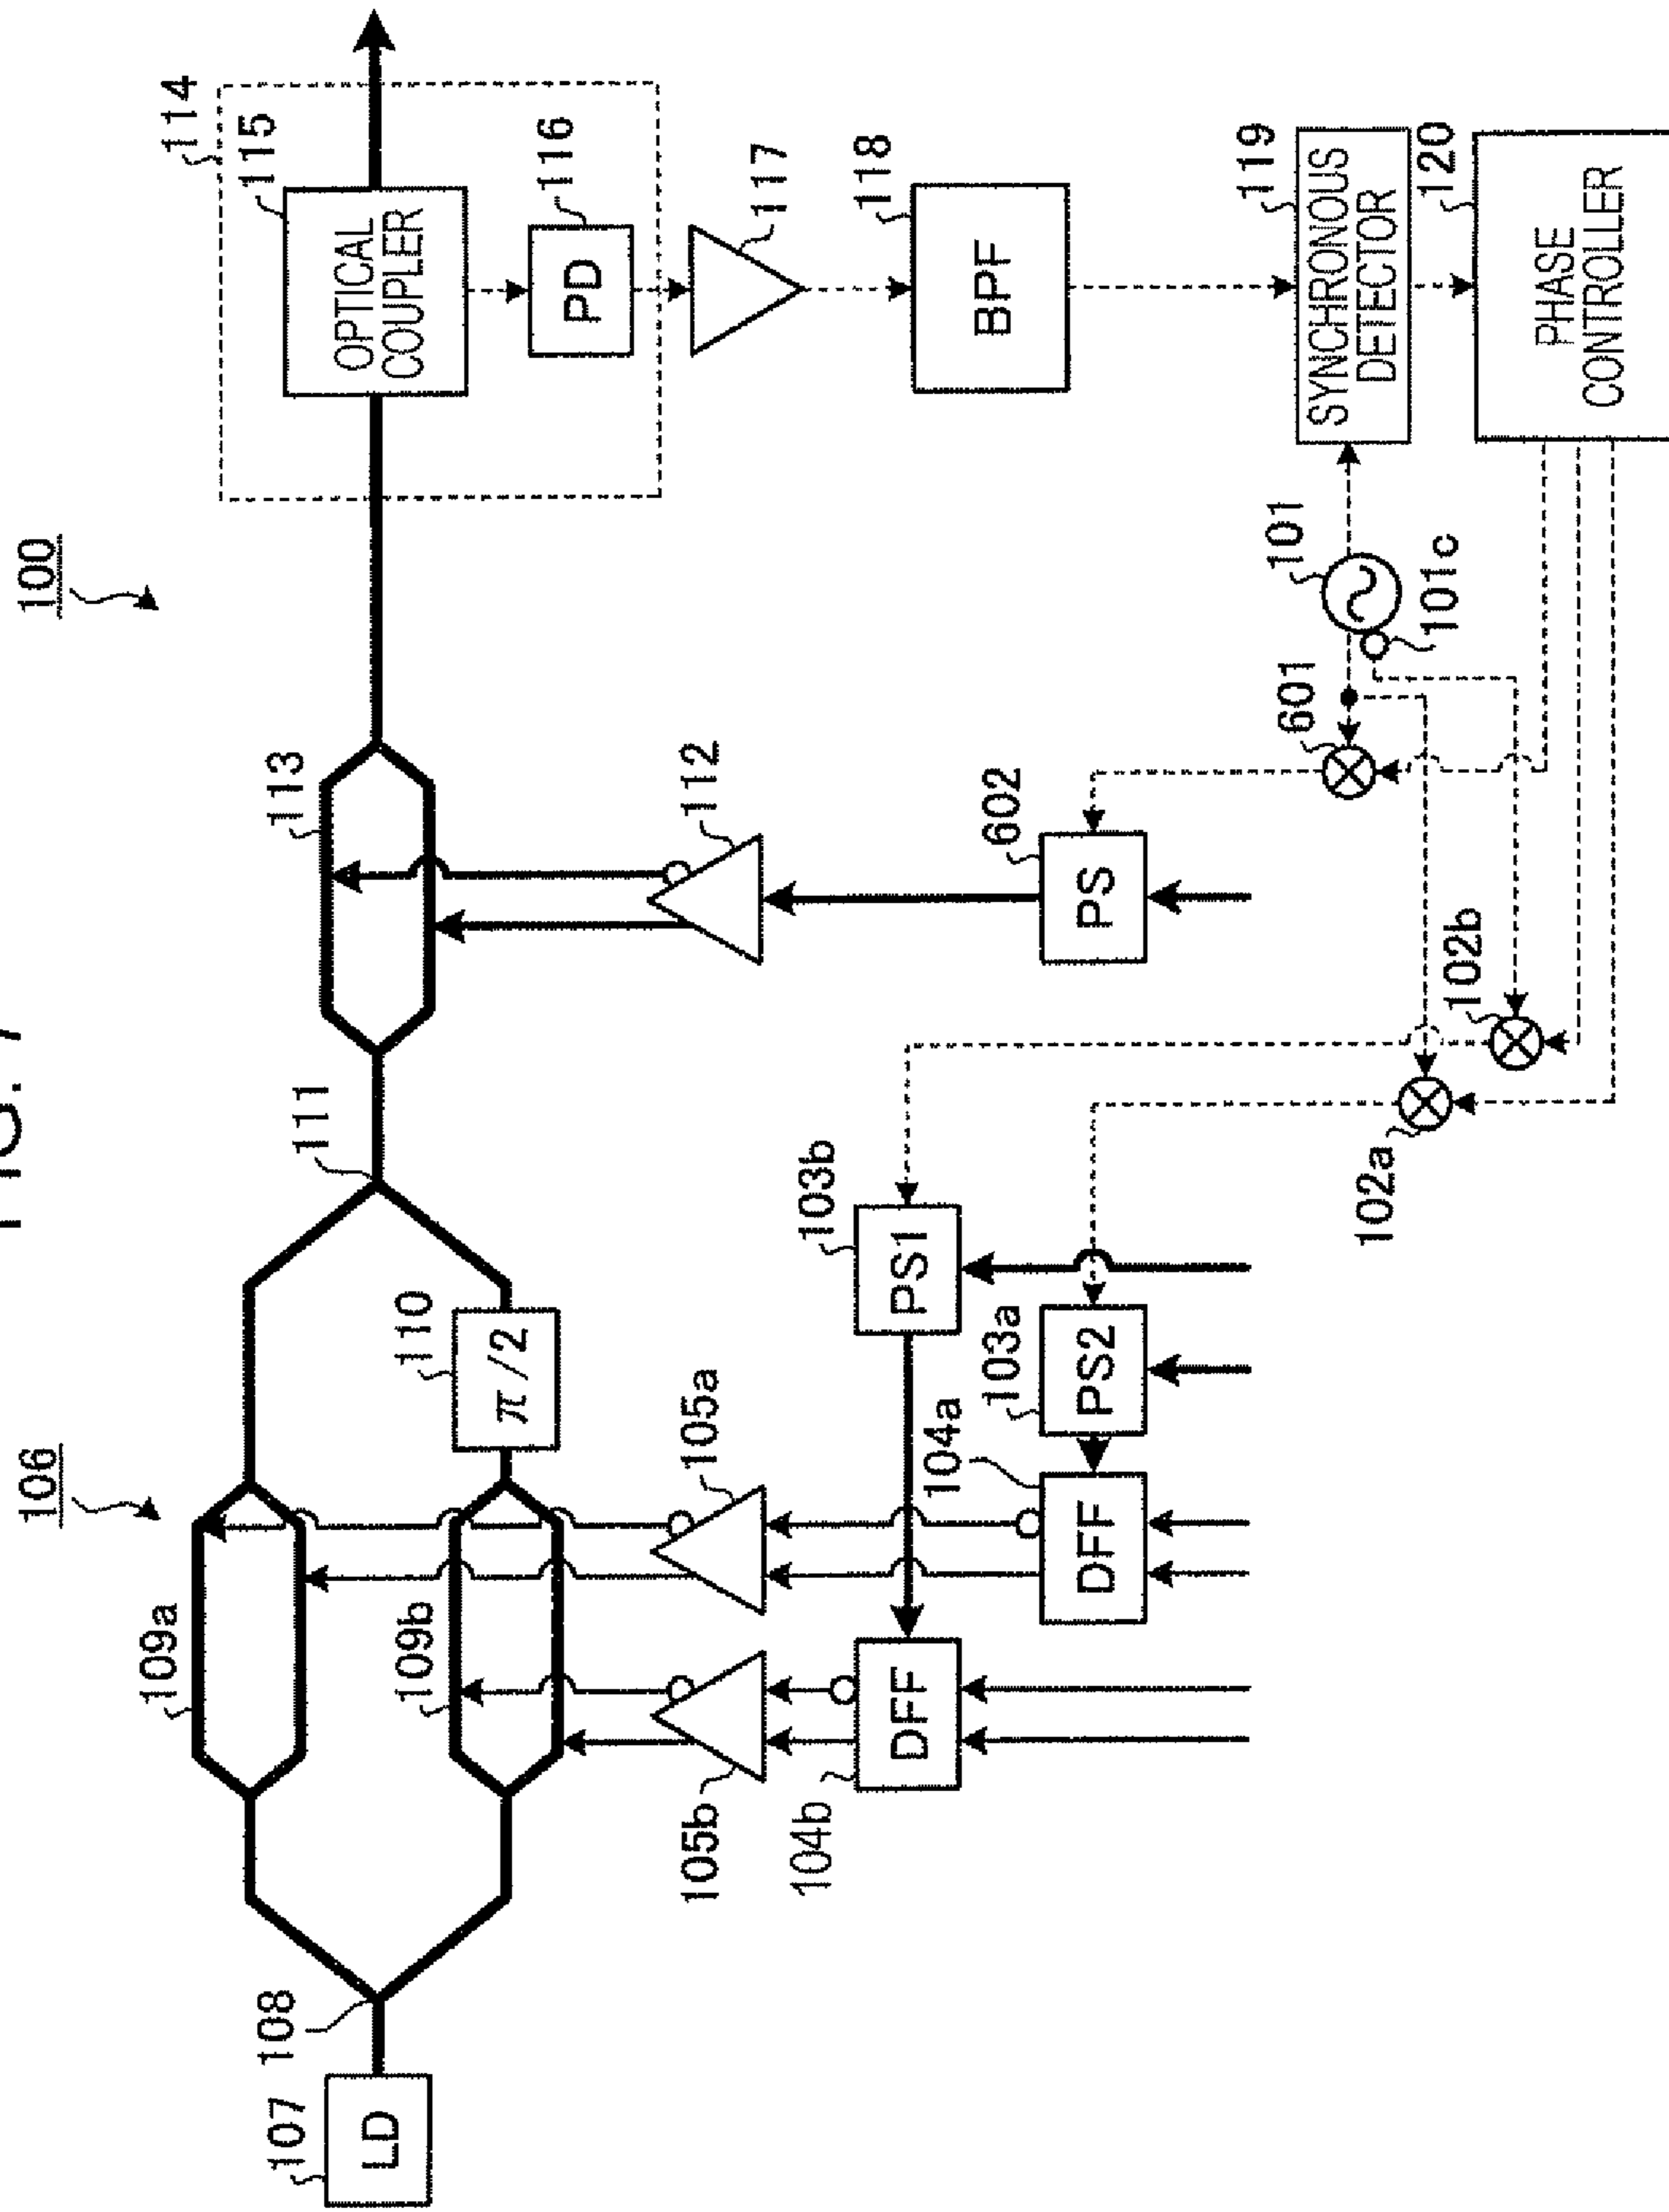 100
106
114
115
OPTICAL
COUPLER
113
109a
111
108
107
LD
116
PD
110
π/2
109b
117
112
105a
105b
118
BPF
103b
PS1
602
PS
104b
DFF
103a
PS2
104a
DFF
119
SYNCHRONOUS
DETECTOR
101
601
101c
102b
102a
120
PHASE
CONTROLLER